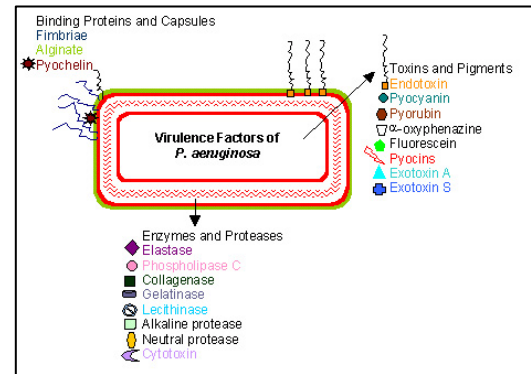 Binding Proteins and Capsules
Fimbriae
Alginate
Pyochelin
Toxins and Pigments
Endotoxin
Pyocyanin
Pyorubin
α-oxyphenazine
Fluorescein
Pyocins
Exotoxin A
Exotoxin S
Virulence Factors of
P. aeruginosa
Enzymes and Proteases
Elastase
Phospholipase C
Collagenase
Gelatinase
Lecithinase
Alkaline protease
Neutral protease
Cytotoxin